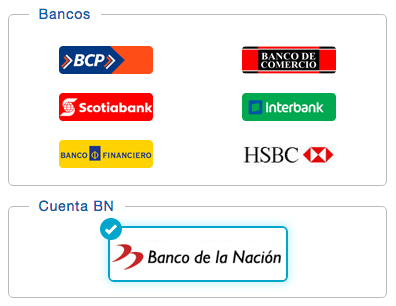 Bancos
BCP
BANCO DE
COMERCIO
Scotiabank
Interbank
BANCO FINANCIERO
HSBC
Cuenta BN
Banco de la Nación